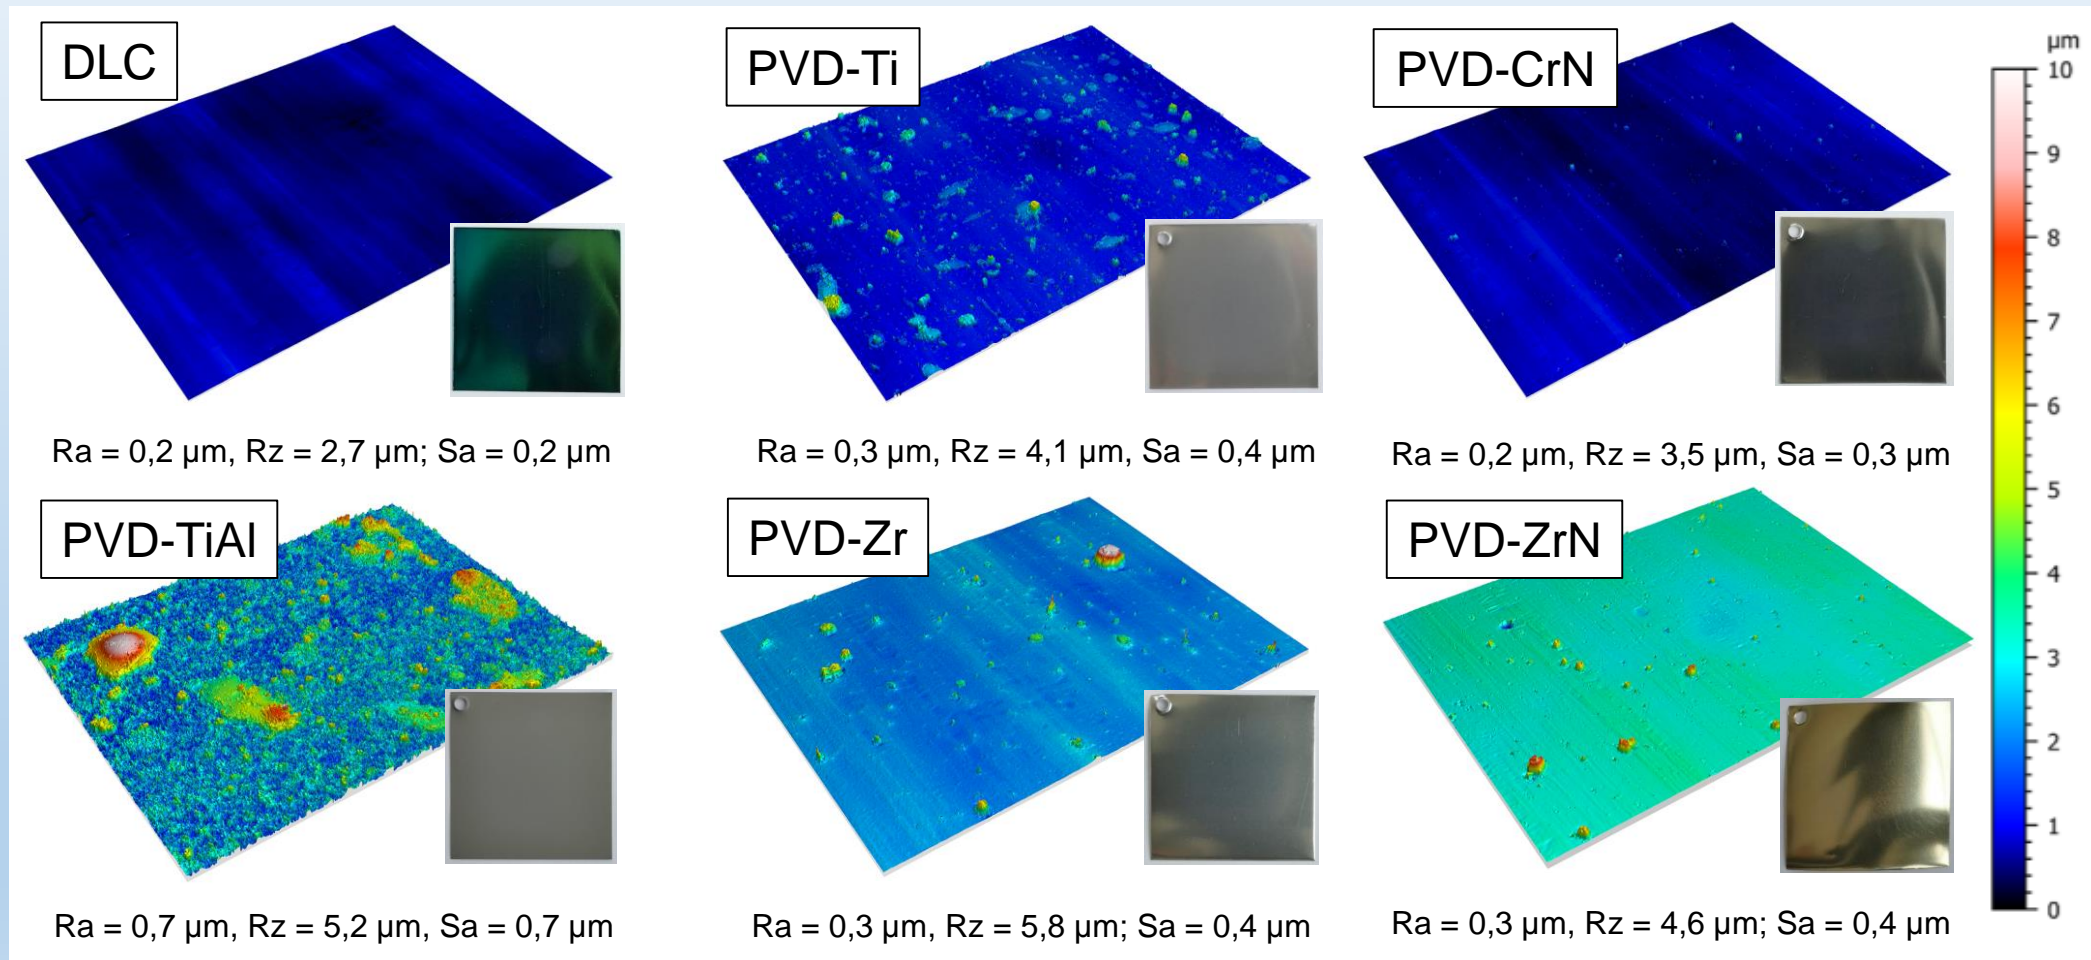 DLC
PVD-Ti
PVD-CrN
µm
10
9
8
7
6
5
4
3
2
1
0
Ra = 0,2 µm, Rz = 2,7 µm; Sa = 0,2 µm
Ra = 0,3 µm, Rz = 4,1 µm, Sa = 0,4 µm
Ra = 0,2 µm, Rz = 3,5 µm, Sa = 0,3 µm
PVD-TiAl
PVD-Zr
PVD-ZrN
Ra = 0,7 µm, Rz = 5,2 µm, Sa = 0,7 µm
Ra = 0,3 µm, Rz = 5,8 µm; Sa = 0,4 µm
Ra = 0,3 µm, Rz = 4,6 µm; Sa = 0,4 µm